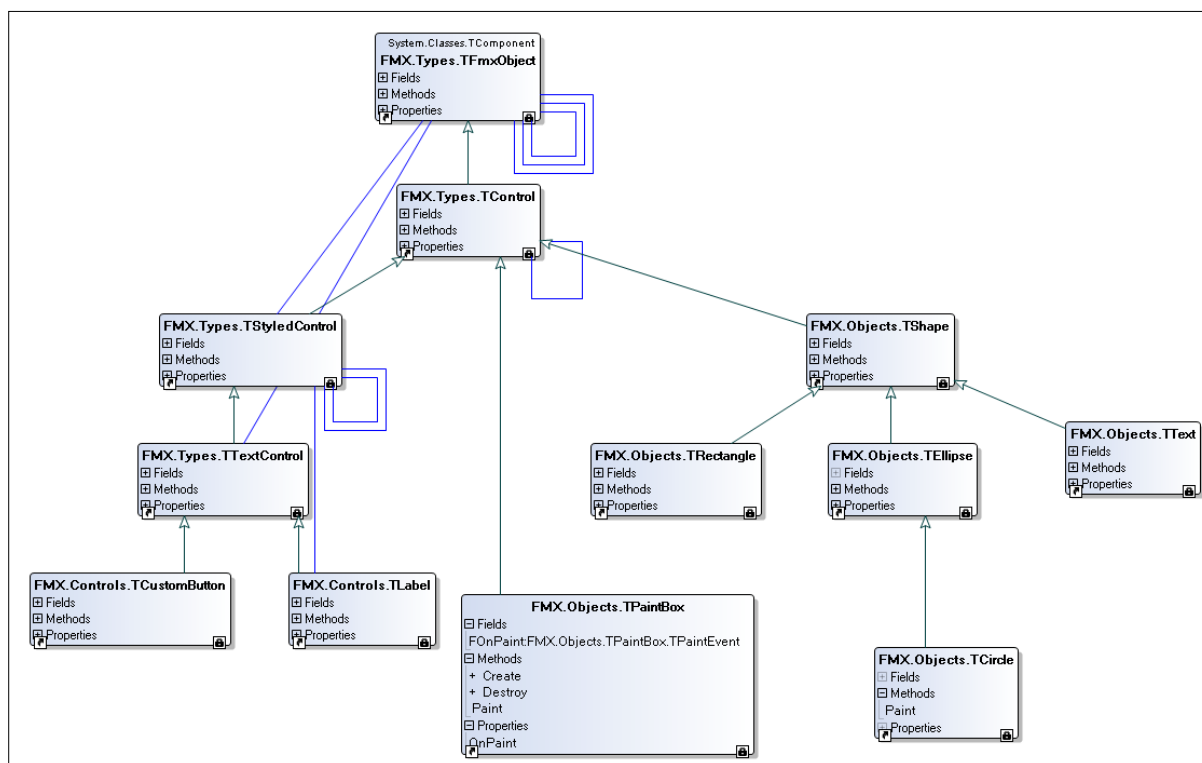 System.Classes.TComponent
FMX.Types.TFmxObject
Fields
Methods
Properties
FMX.Types.TControl
Fields
Methods
Properties
FMX.Types.TStyledControl
Fields
Methods
Properties
FMX.Objects.TShape
Fields
Methods
Properties
FMX.Types.TTextControl
Fields
Methods
Properties
FMX.Objects.TRectangle
Fields
Methods
Properties
FMX.Objects.TEllipse
Fields
Methods
Properties
FMX.Objects.TText
Fields
Methods
Properties
FMX.Controls.TCustomButton
Fields
Methods
Properties
FMX.Controls.TLabel
Fields
Methods
Properties
FMX.Objects.TPaintBox
Fields
FOnPaint:FMX.Objects.TPaintBox.TPaintEvent
Methods
+ Create
+ Destroy
Paint
Properties
OnPaint
FMX.Objects.TCircle
Fields
Methods
Paint
Properties